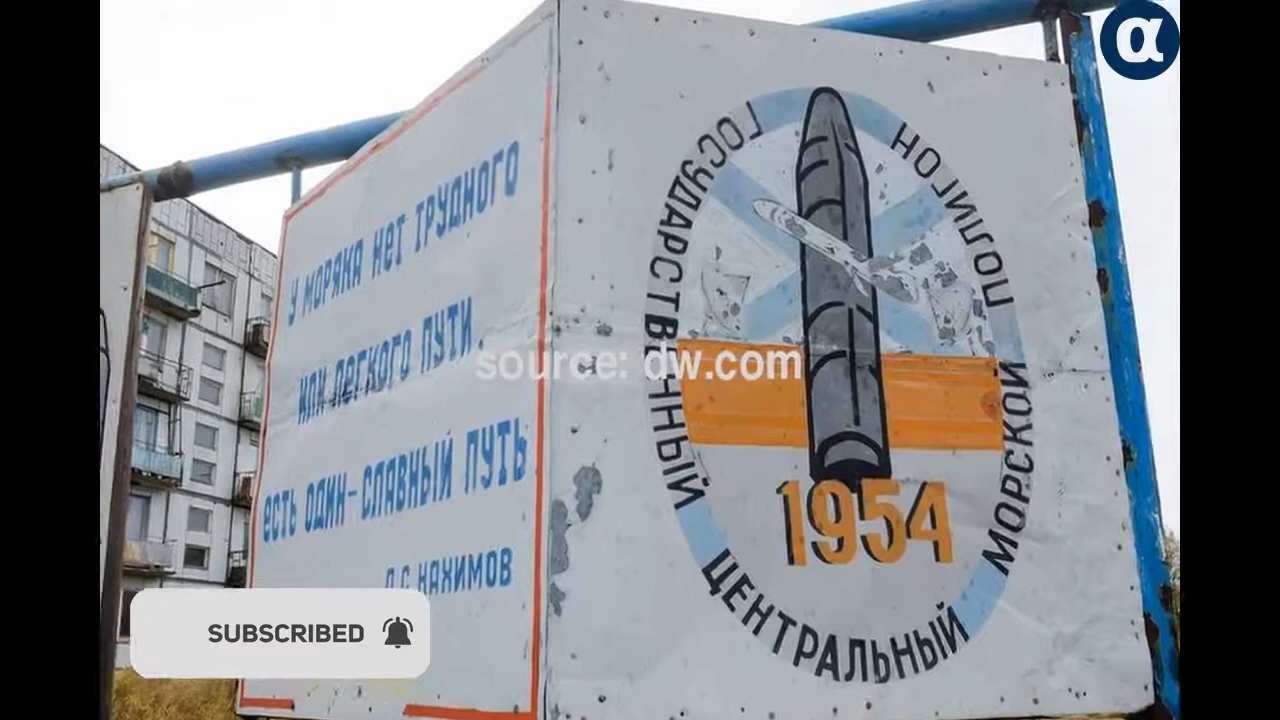 α
У МОРЯКА НЕТ ТРУДНОГО
ИЛИ ЛЕГКОГО ПУТИ.
ЕСТЬ ОДИН-СЛАВНЫЙ ПУТЬ
П.С.НАХИМОВ
ГОСУДАРСТВЕННЫЙ
ЦЕНТРАЛЬНЫЙ
МОРСКОЙ
ПОЛИГОН
1954
source: dw.com
SUBSCRIBED